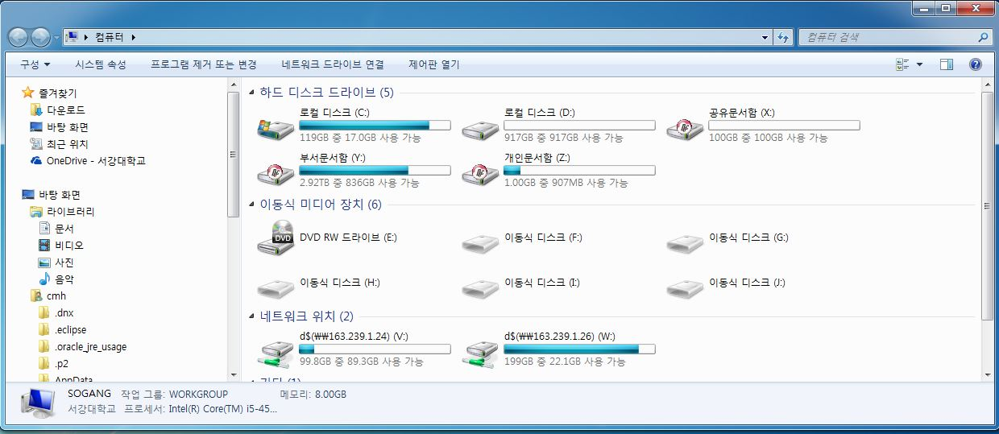 컴퓨터
컴퓨터 검색
구성 시스템 속성 프로그램 제거 또는 변경 네트워크 드라이브 연결 제어판 열기
즐겨찾기
다운로드
바탕 화면
최근 위치
OneDrive - 서강대학교
바탕 화면
라이브러리
문서
비디오
사진
음악
cmh
.dnx
.eclipse
.oracle_jre_usage
.p2
AppData
하드 디스크 드라이브 (5)
로컬 디스크 (C:)
119GB 중 17.0GB 사용 가능
로컬 디스크 (D:)
917GB 중 917GB 사용 가능
공유문서함 (X:)
100GB 중 100GB 사용 가능
부서문서함 (Y:)
2.92TB 중 836GB 사용 가능
개인문서함 (Z:)
1.00GB 중 907MB 사용 가능
이동식 미디어 장치 (6)
DVD
DVD RW 드라이브 (E:)
이동식 디스크 (F:)
이동식 디스크 (G:)
이동식 디스크 (H:)
이동식 디스크 (I:)
이동식 디스크 (J:)
네트워크 위치 (2)
d$(₩₩163.239.1.24) (V:)
99.8GB 중 89.3GB 사용 가능
d$(₩₩163.239.1.26) (W:)
199GB 중 22.1GB 사용 가능
기타 (1)
SOGANG 작업 그룹: WORKGROUP 메모리: 8.00GB
서강대학교 프로세서: Intel(R) Core(TM) i5-45...